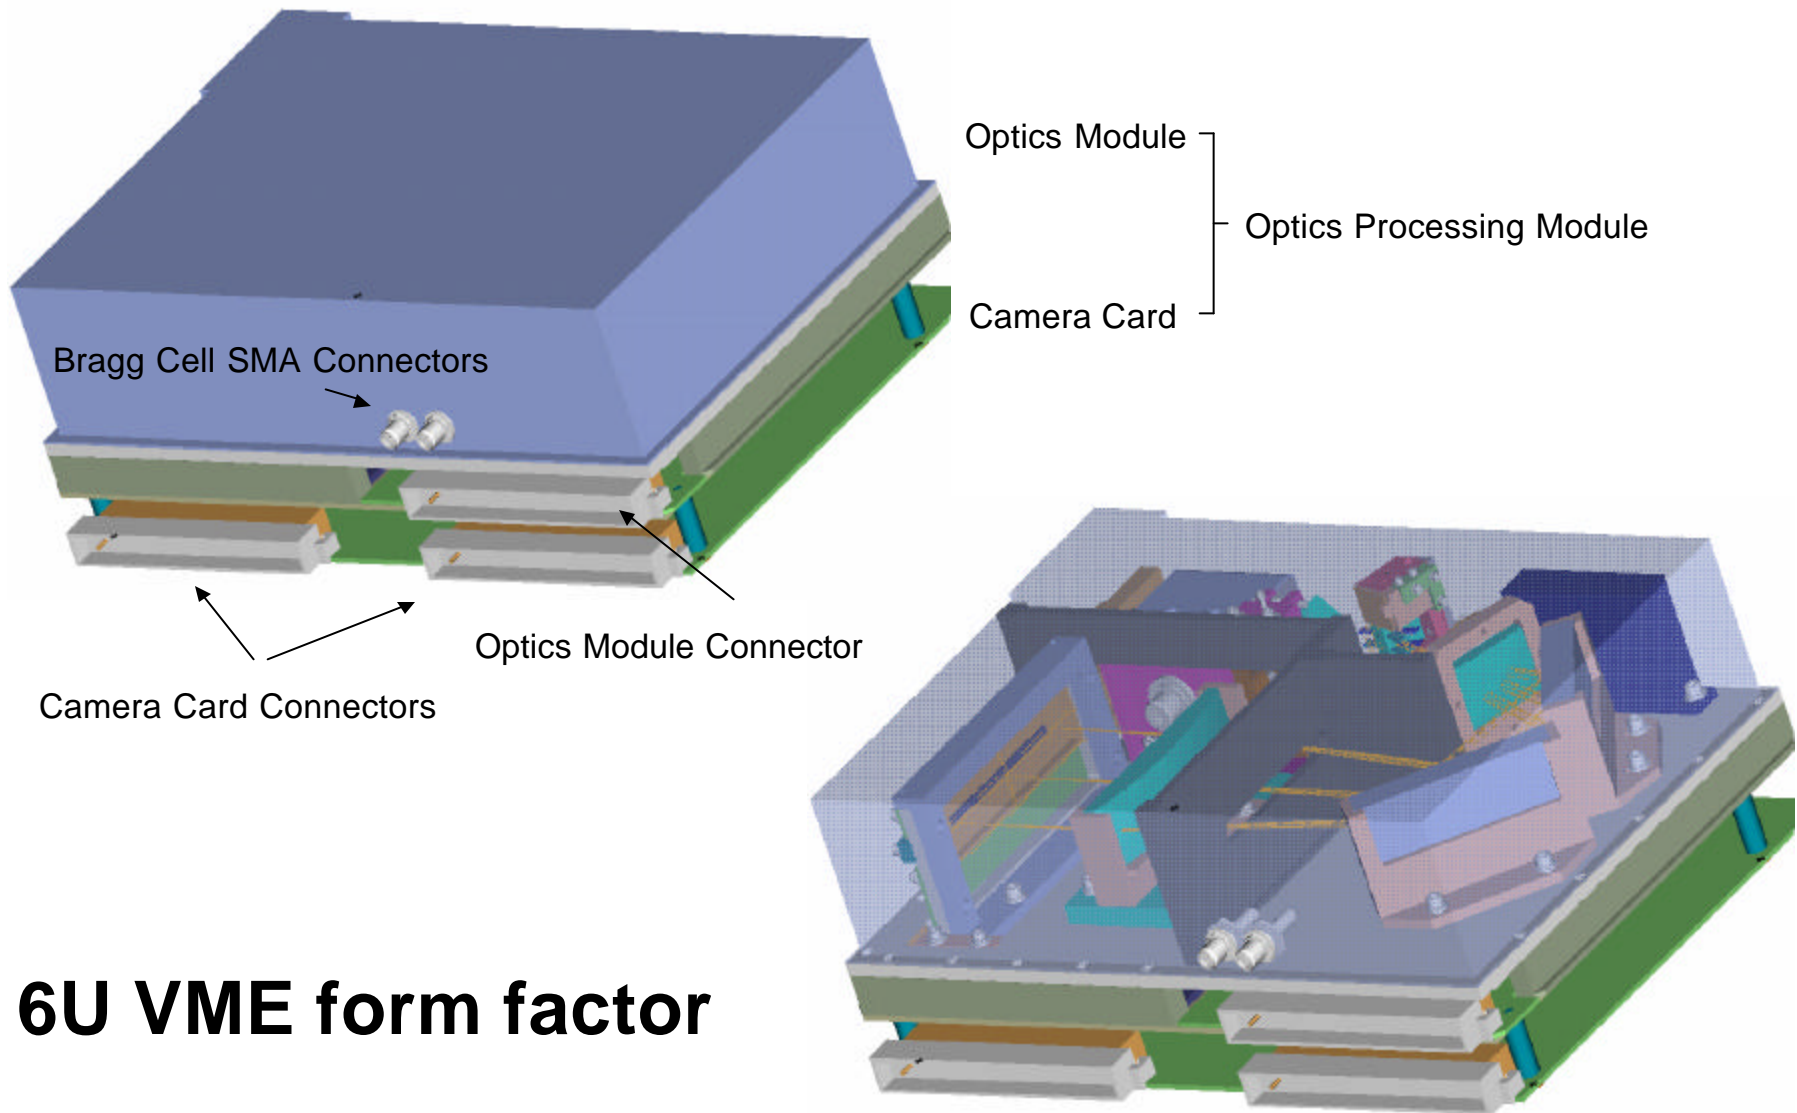 Optics Module
Optics Processing Module
Camera Card
Bragg Cell SMA Connectors
Optics Module Connector
Camera Card Connectors
6U VME form factor